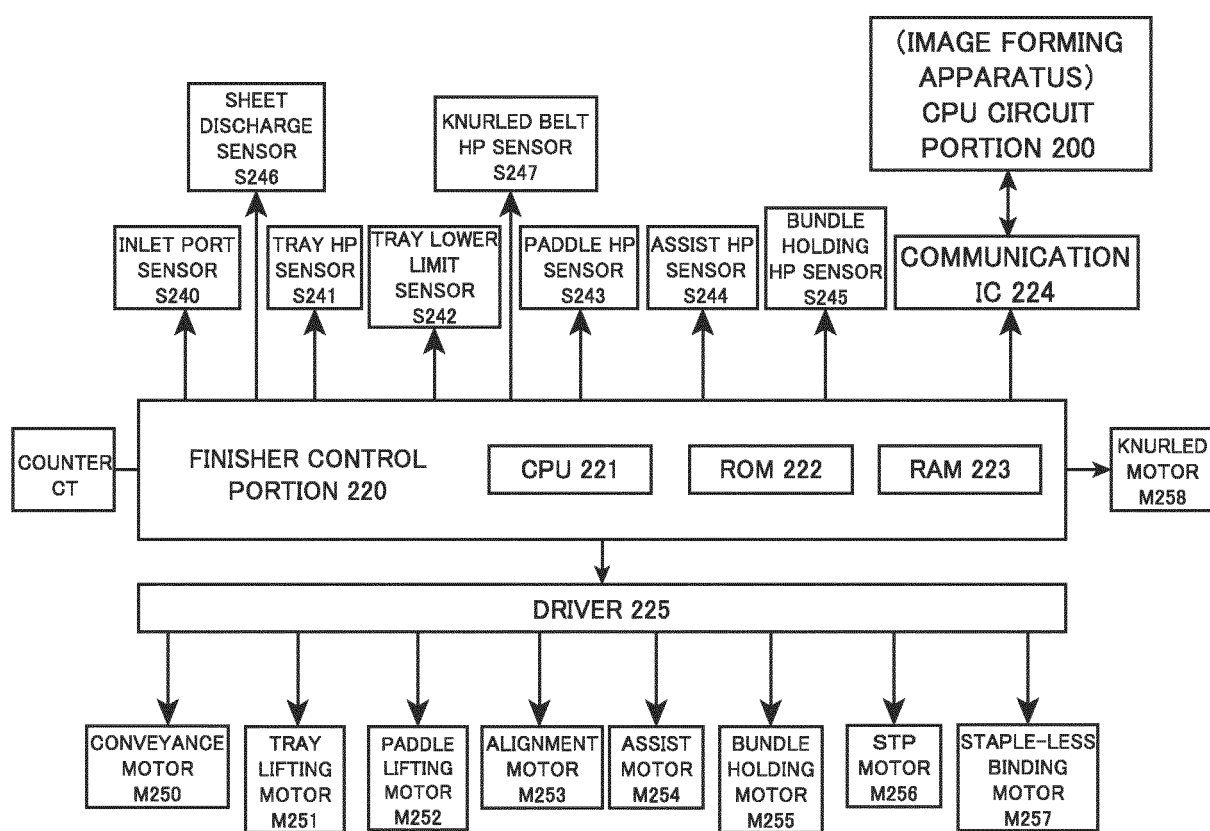 (IMAGE FORMING
APPARATUS)
CPU CIRCUIT
PORTION 200
SHEET
DISCHARGE
SENSOR
S246
KNURLED BELT
HP SENSOR
S247
INLET PORT
SENSOR
S240
TRAY HP
SENSOR
S241
TRAY LOWER
LIMIT
SENSOR
S242
PADDLE HP
SENSOR
S243
ASSIST HP
SENSOR
S244
BUNDLE
HOLDING
HP SENSOR
S245
COMMUNICATION
IC 224
COUNTER
CT
FINISHER CONTROL
PORTION 220
CPU 221
ROM 222
RAM 223
KNURLED
MOTOR
M258
DRIVER 225
CONVEYANCE
MOTOR
M250
TRAY
LIFTING
MOTOR
M251
PADDLE
LIFTING
MOTOR
M252
ALIGNMENT
MOTOR
M253
ASSIST
MOTOR
M254
BUNDLE
HOLDING
MOTOR
M255
STP
MOTOR
M256
STAPLE-LESS
BINDING
MOTOR
M257